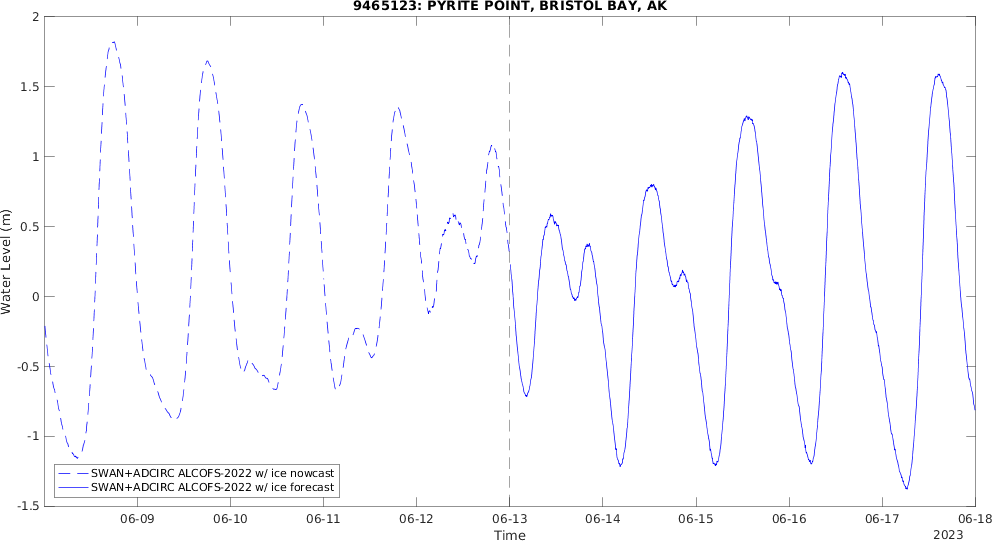 9465123: PYRITE POINT, BRISTOL BAY, AK
Water Level (m)
2
1.5
1
0.5
0
-0.5
-1
-1.5
SWAN+ADCIRC ALCOFS-2022 w/ ice nowcast
SWAN+ADCIRC ALCOFS-2022 w/ ice forecast
06-09 06-10 06-11 06-12 06-13 06-14 06-15 06-16 06-17 06-18
Time
2023